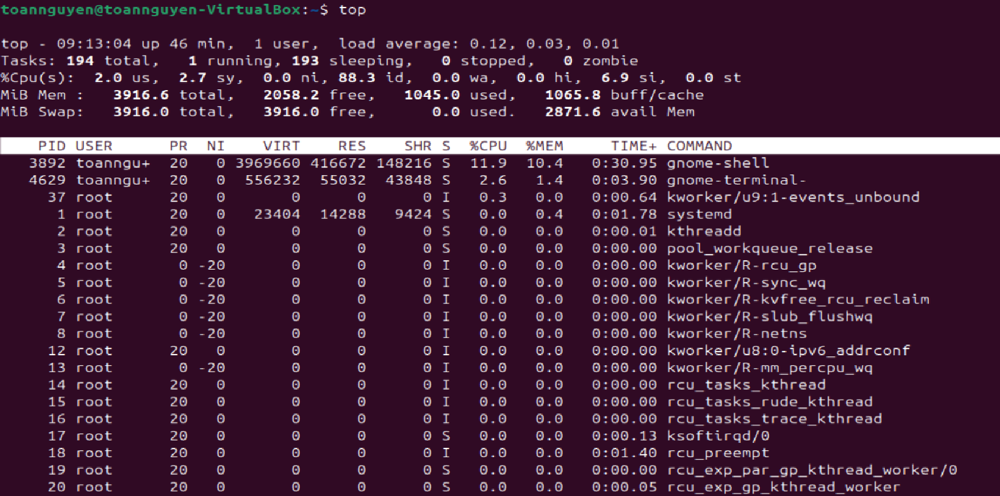 toannguyen@toannguyen-VirtualBox:~$ top
top - 09:13:04 up 46 min,  1 user,  load average: 0.12, 0.03, 0.01
Tasks: 194 total,   1 running, 193 sleeping,   0 stopped,   0 zombie
%Cpu(s):  2.0 us,  2.7 sy,  0.0 ni, 88.3 id,  0.0 wa,  0.0 hi,  6.9 si,  0.0 st
MiB Mem :   3916.6 total,   2058.2 free,   1045.0 used,   1065.8 buff/cache
MiB Swap:   3916.0 total,   3916.0 free,      0.0 used.   2871.6 avail Mem
    PID USER      PR  NI    VIRT    RES    SHR S  %CPU  %MEM     TIME+ COMMAND
   3892 toanngu+  20   0 3969660 416672 148216 S  11.9  10.4   0:30.95 gnome-shell
   4629 toanngu+  20   0  556232  55032  43848 S   2.6   1.4   0:03.90 gnome-terminal-
     37 root      20   0       0      0      0 I   0.3   0.0   0:00.64 kworker/u9:1-events_unbound
      1 root      20   0   23404  14288   9424 S   0.0   0.4   0:01.78 systemd
      2 root      20   0       0      0      0 S   0.0   0.0   0:00.01 kthreadd
      3 root      20   0       0      0      0 S   0.0   0.0   0:00.00 pool_workqueue_release
      4 root       0 -20       0      0      0 I   0.0   0.0   0:00.00 kworker/R-rcu_gp
      5 root       0 -20       0      0      0 I   0.0   0.0   0:00.00 kworker/R-sync_wq
      6 root       0 -20       0      0      0 I   0.0   0.0   0:00.00 kworker/R-kvfree_rcu_reclaim
      7 root       0 -20       0      0      0 I   0.0   0.0   0:00.00 kworker/R-slub_flushwq
      8 root       0 -20       0      0      0 I   0.0   0.0   0:00.00 kworker/R-netns
     12 root      20   0       0      0      0 I   0.0   0.0   0:00.00 kworker/u8:0-ipv6_addrconf
     13 root       0 -20       0      0      0 I   0.0   0.0   0:00.00 kworker/R-mm_percpu_wq
     14 root      20   0       0      0      0 I   0.0   0.0   0:00.00 rcu_tasks_kthread
     15 root      20   0       0      0      0 I   0.0   0.0   0:00.00 rcu_tasks_rude_kthread
     16 root      20   0       0      0      0 I   0.0   0.0   0:00.00 rcu_tasks_trace_kthread
     17 root      20   0       0      0      0 S   0.0   0.0   0:00.13 ksoftirqd/0
     18 root      20   0       0      0      0 I   0.0   0.0   0:01.40 rcu_preempt
     19 root      20   0       0      0      0 S   0.0   0.0   0:00.00 rcu_exp_par_gp_kthread_worker/0
     20 root      20   0       0      0      0 S   0.0   0.0   0:00.05 rcu_exp_gp_kthread_worker